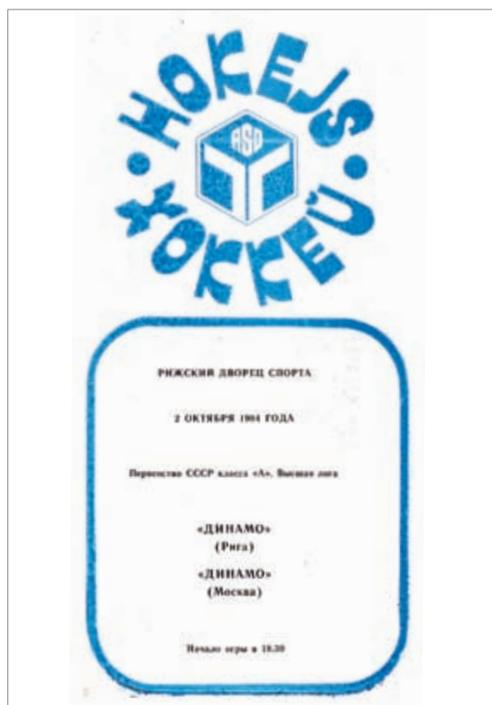 HOKEJS
ХОККЕЙ
ASD
РИЖСКИЙ ДВОРЕЦ СПОРТА
2 ОКТЯБРЯ 1984 ГОДА
Первенство СССР класса «А». Высшая лига
«ДИНАМО»
(Рига)
«ДИНАМО»
(Москва)
Начало игры в 18.30